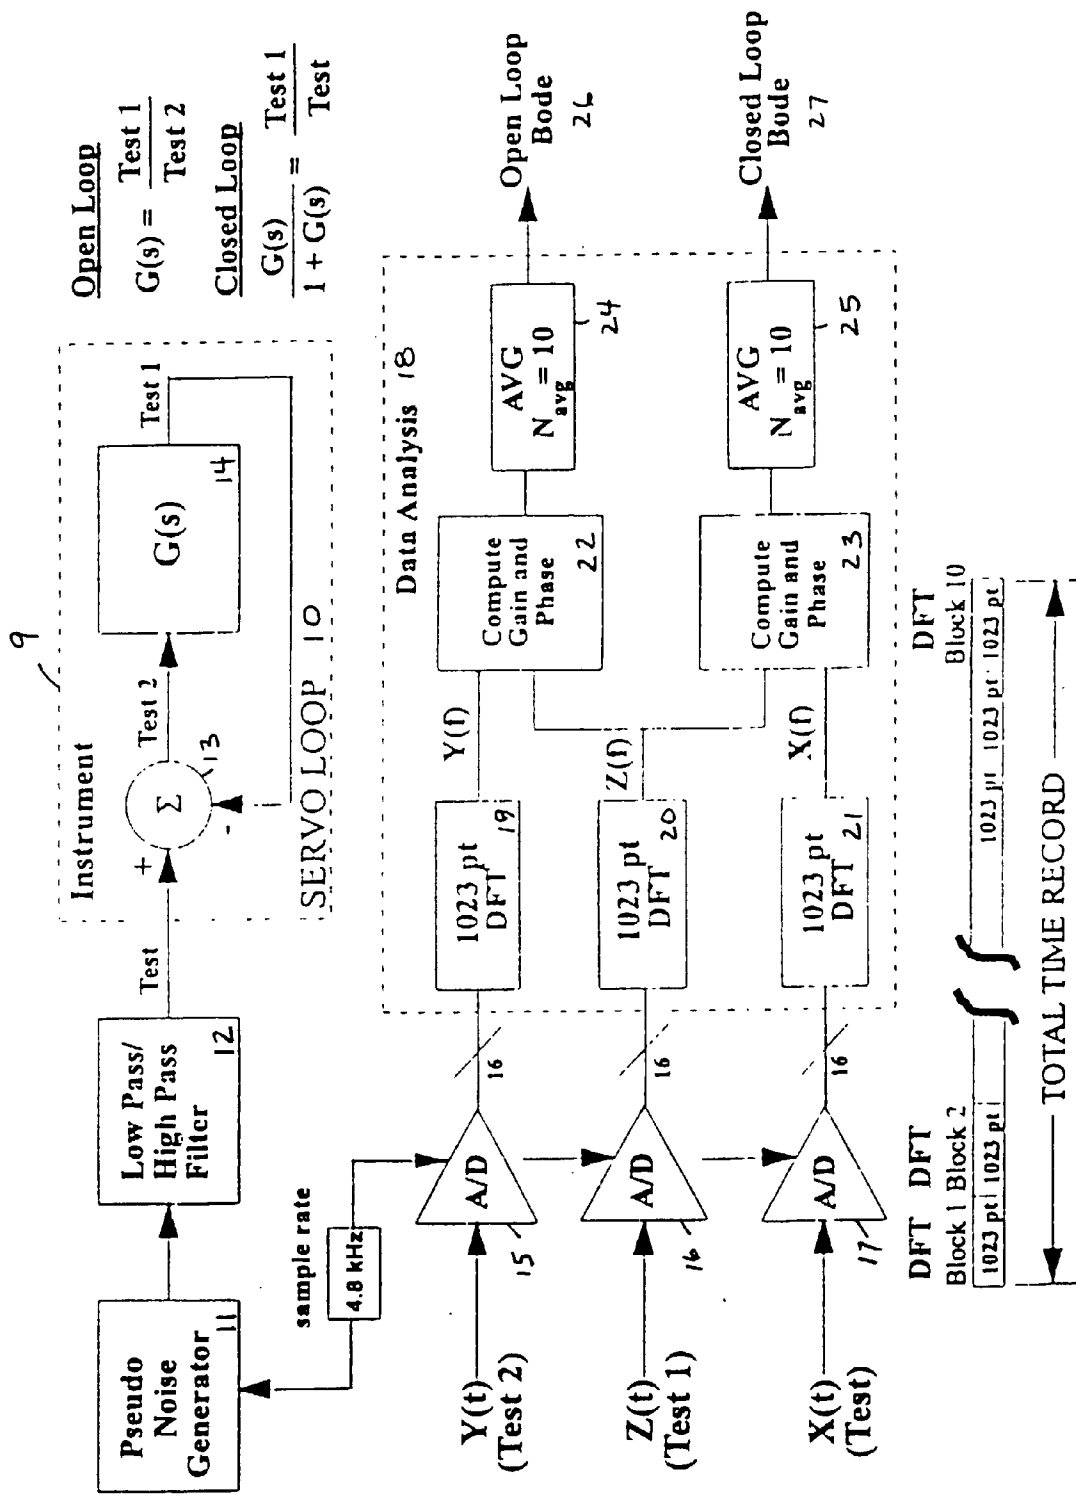 Pseudo
Noise
Generator
11
Low Pass/
High Pass
Filter
12
Test
9
Instrument
+
Σ
-
13
Test 2
G(s)
14
Test 1
SERVO LOOP 10
Open Loop
G(s) = Test 1
Test 2
Closed Loop
G(s) = Test 1
1 + G(s) Test
sample rate
4.8 kHz
Y(t)
(Test 2)
A/D
15
16
Z(t)
(Test 1)
A/D
16
16
X(t)
(Test)
A/D
17
16
Data Analysis 18
1023 pt
DFT
19
Y(f)
1023 pt
DFT
20
Z(f)
1023 pt
DFT
21
X(f)
Compute
Gain and
Phase
22
AVG
Navg = 10
24
Open Loop
Bode
26
Compute
Gain and
Phase
23
AVG
Navg = 10
25
Closed Loop
Bode
27
DFT DFT
Block 1 Block 2
DFT
Block 10
1023 pt 1023 pt
1023 pt 1023 pt 1023 pt
TOTAL TIME RECORD